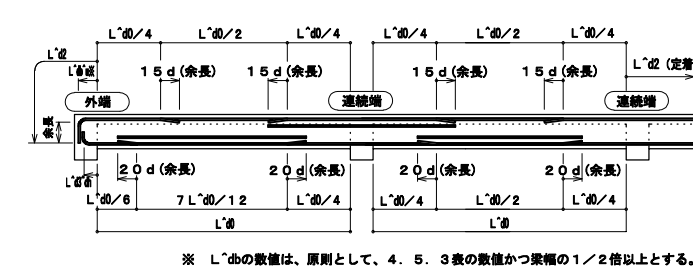 L^d0/4 L^d0/2 L^d0/4 L^d0/4 L^d0/2 L^d0/4
L^d2
L^d2 (定着
15d(余長) 15d(余長) 15d(余長) 15d(余長)
外端 連続端 連続端
余長
20d(余長) 20d(余長) 20d(余長) 20d(余長)
L^d0/6 7L^d0/12 L^d0/4 L^d0/4 L^d0/2 L^d0/4
L^d0 L^d0
※ L^dbの数値は、原則として、4.5.3表の数値かつ梁幅の1/2倍以上とする。